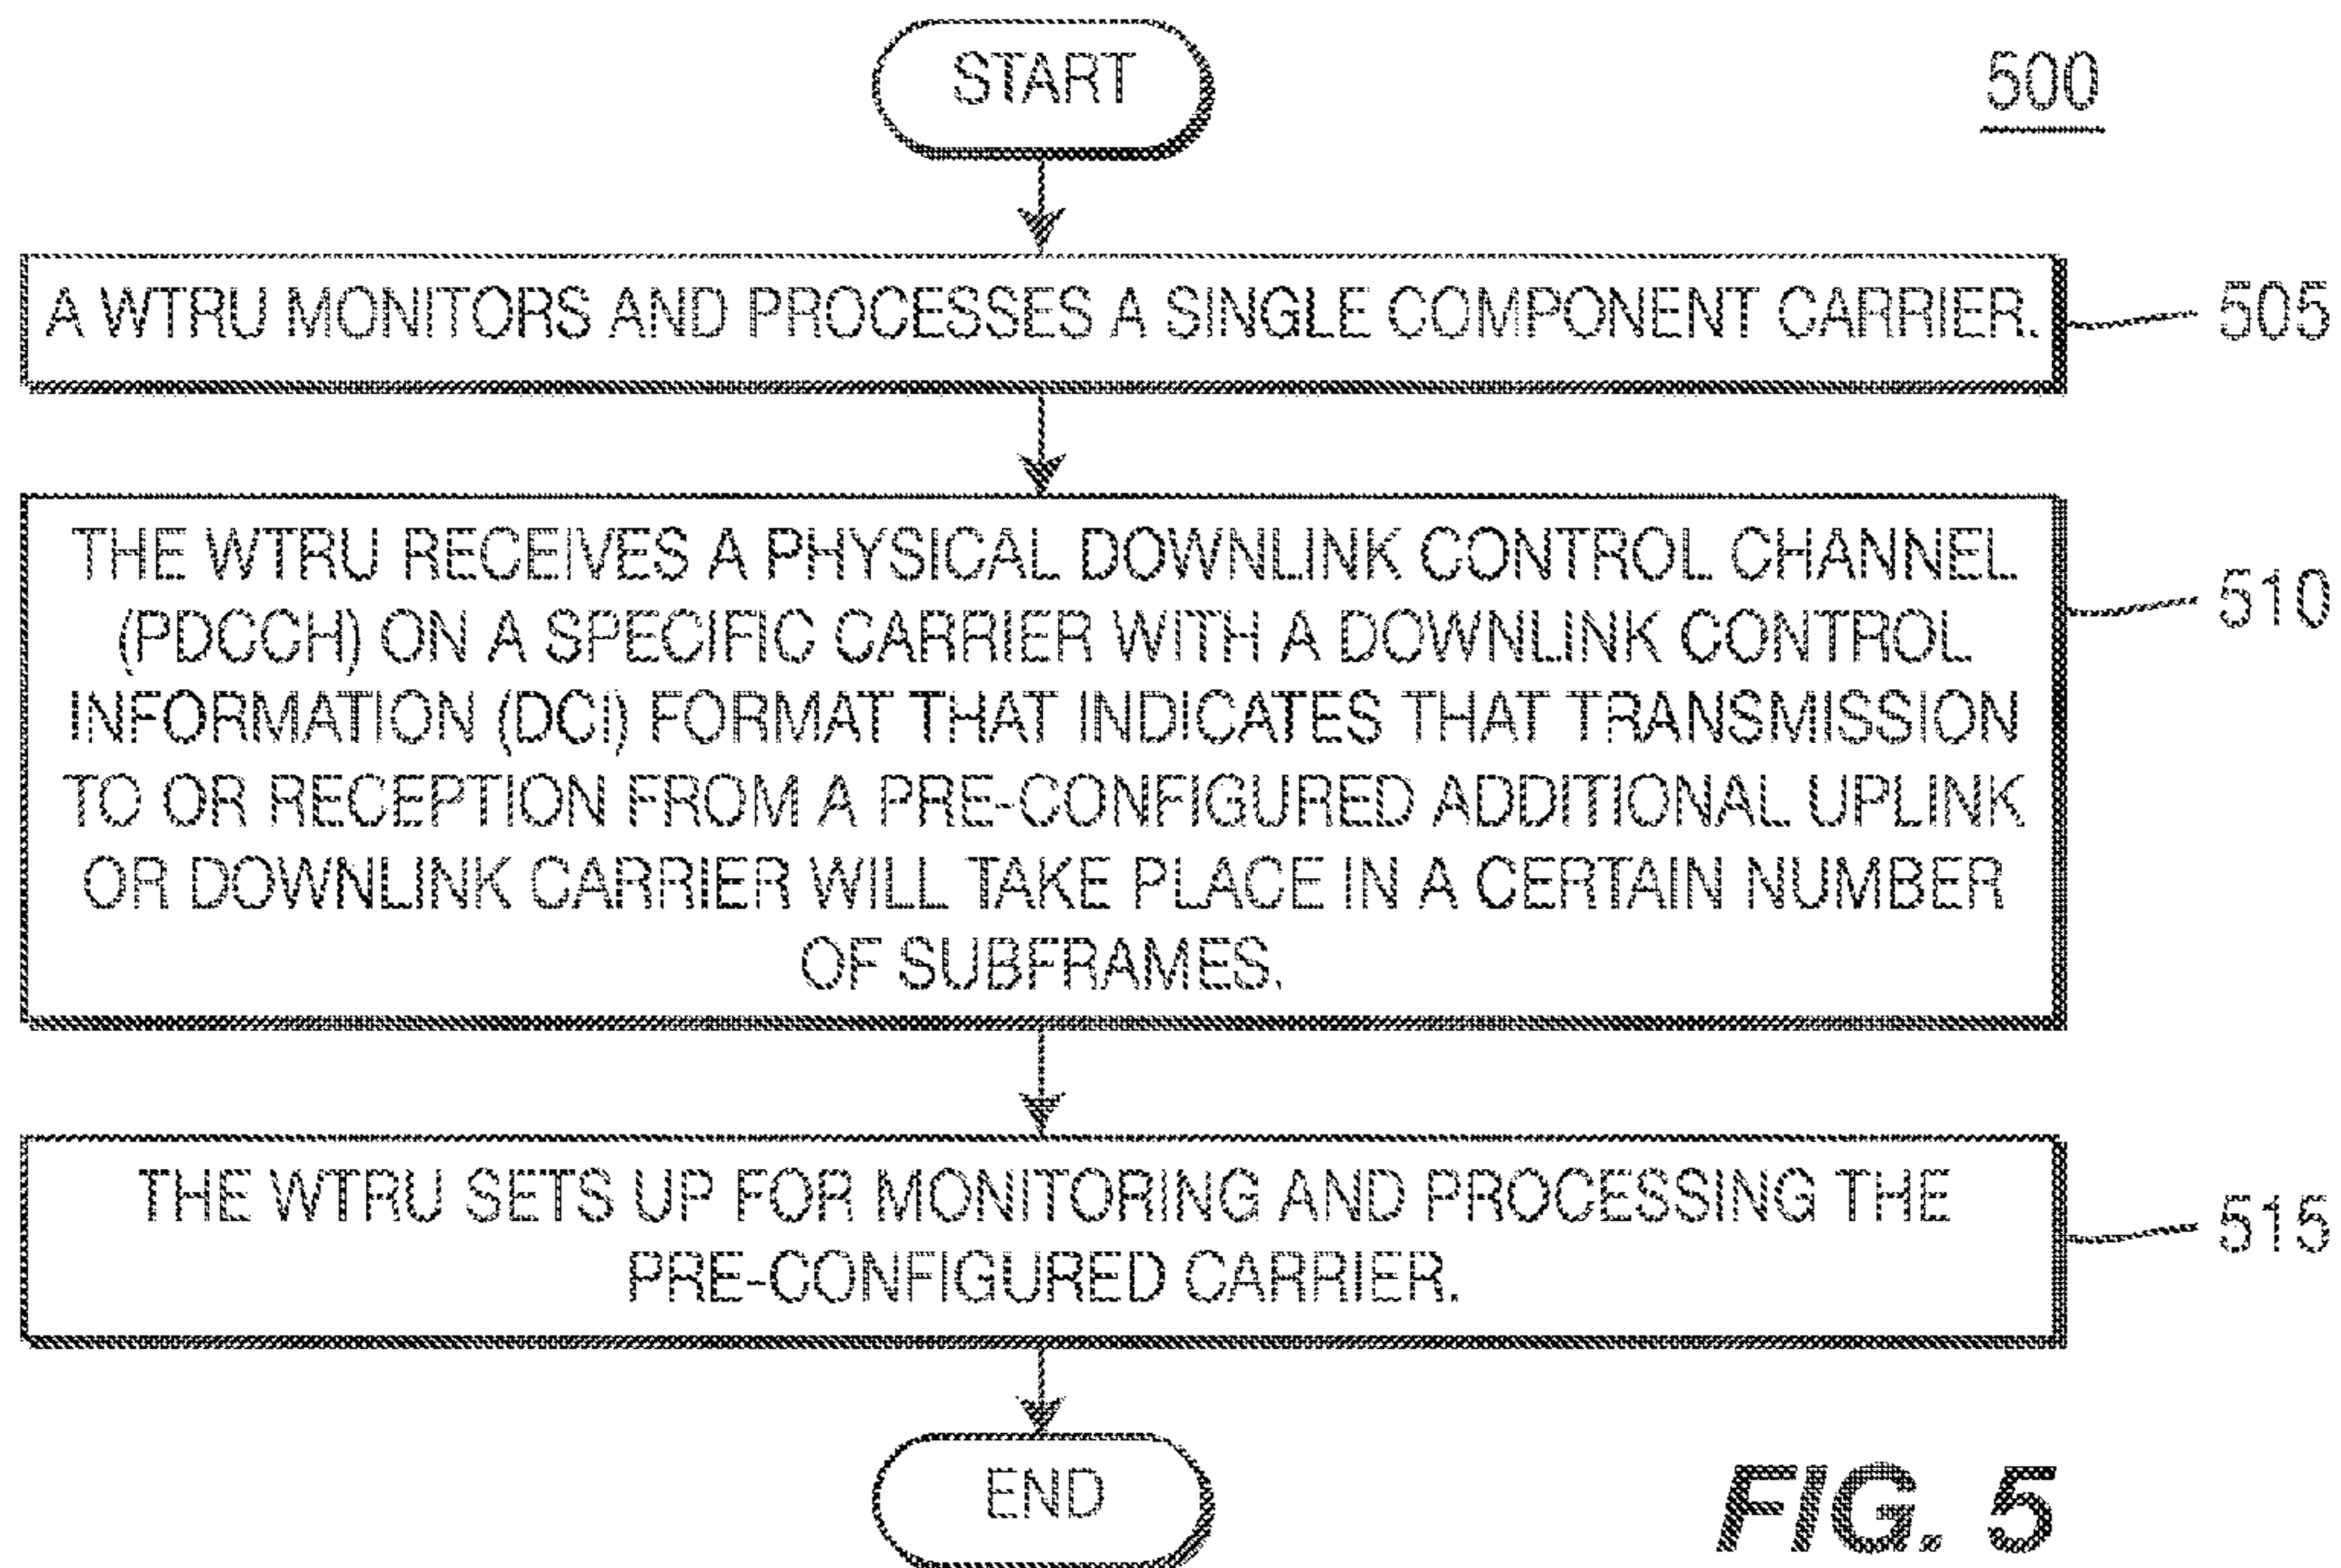 START
500
A WTRU MONITORS AND PROCESSES A SINGLE COMPONENT CARRIER.
505
THE WTRU RECEIVES A PHYSICAL DOWNLINK CONTROL CHANNEL
(PDCCH) ON A SPECIFIC CARRIER WITH A DOWNLINK CONTROL
INFORMATION (DCI) FORMAT THAT INDICATES THAT TRANSMISSION
TO OR RECEPTION FROM A PRE-CONFIGURED ADDITIONAL UPLINK
OR DOWNLINK CARRIER WILL TAKE PLACE IN A CERTAIN NUMBER
OF SUBFRAMES.
510
THE WTRU SETS UP FOR MONITORING AND PROCESSING THE
PRE-CONFIGURED CARRIER.
515
END
FIG. 5